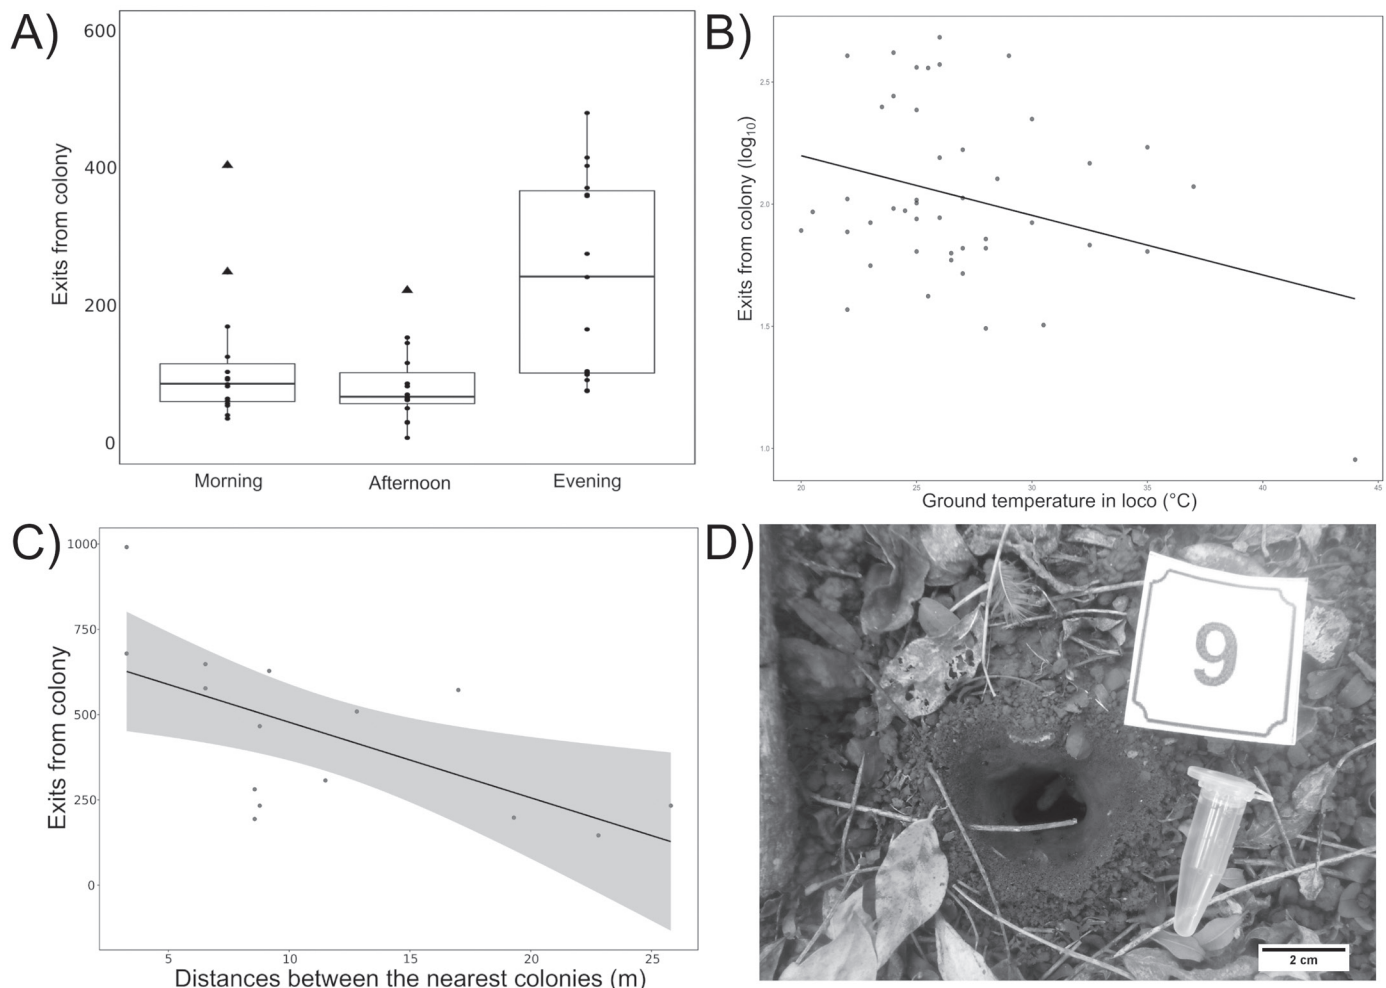 A)
600
400
200
0
Exits from colony
Morning
Afternoon
Evening
B)
2.5
2.0
1.5
1.0
Exits from colony (log10)
20
25
30
35
40
45
Ground temperature in loco (°C)
C)
1000
750
500
250
0
Exits from colony
5
10
15
20
25
Distances between the nearest colonies (m)
D)
9
2 cm